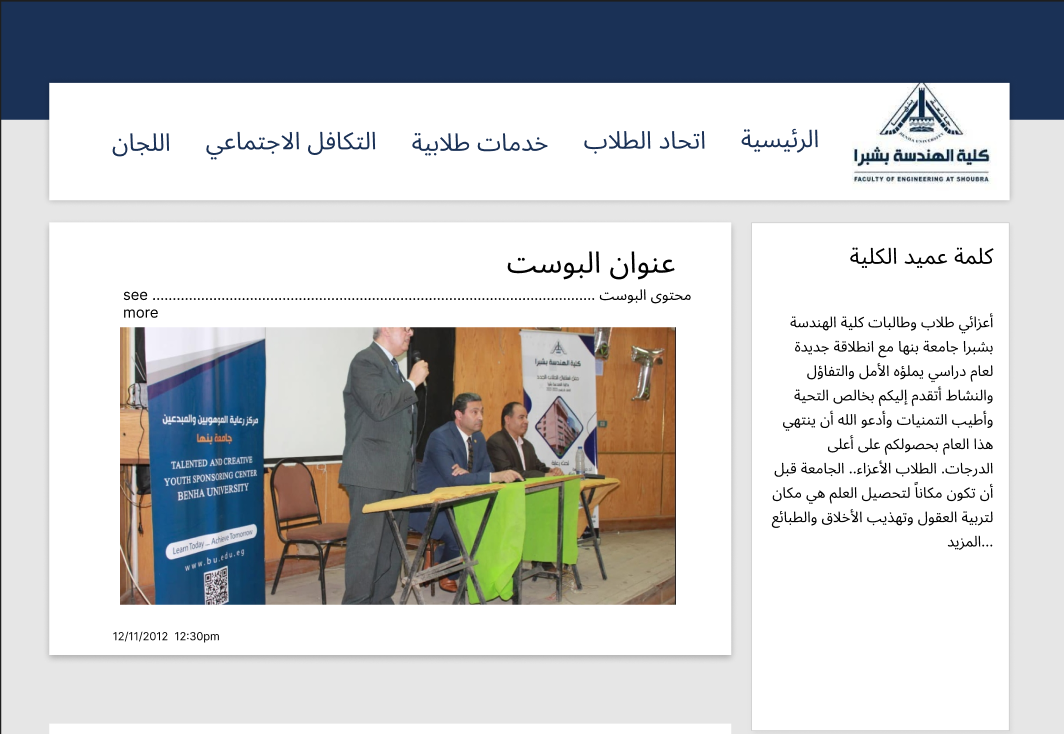 الرئيسية
اتحاد الطلاب
خدمات طلابية
التكافل الاجتماعي
اللجان
كلية الهندسة بشبرا
FACULTY OF ENGINEERING AT SHOUBRA
كلمة عميد الكلية
أعزائي طلاب وطالبات كلية الهندسة
بشبرا جامعة بنها مع انطلاقة جديدة
لعام دراسي يملؤه الأمل والتفاؤل
والنشاط أتقدم إليكم بخالص التحية
وأطيب التمنيات وأدعو الله أن ينتهي
هذا العام بحصولكم على أعلى
الدرجات. الطلاب الأعزاء.. الجامعة قبل
أن تكون مكاناً لتحصيل العلم هي مكان
لتربية العقول وتهذيب الأخلاق والطبائع
...المزيد
عنوان البوست
محتوى البوست ............................................................................................................. see
more
مركز رعاية الموهوبين والمبدعين
جامعة بنها
TALENTED AND CREATIVE
YOUTH SPONSORING CENTER
BENHA UNIVERSITY
Learn Today... Achieve Tomorrow
www.bu.edu.eg
كلية الهندسة بشبرا
12/11/2012 12:30pm